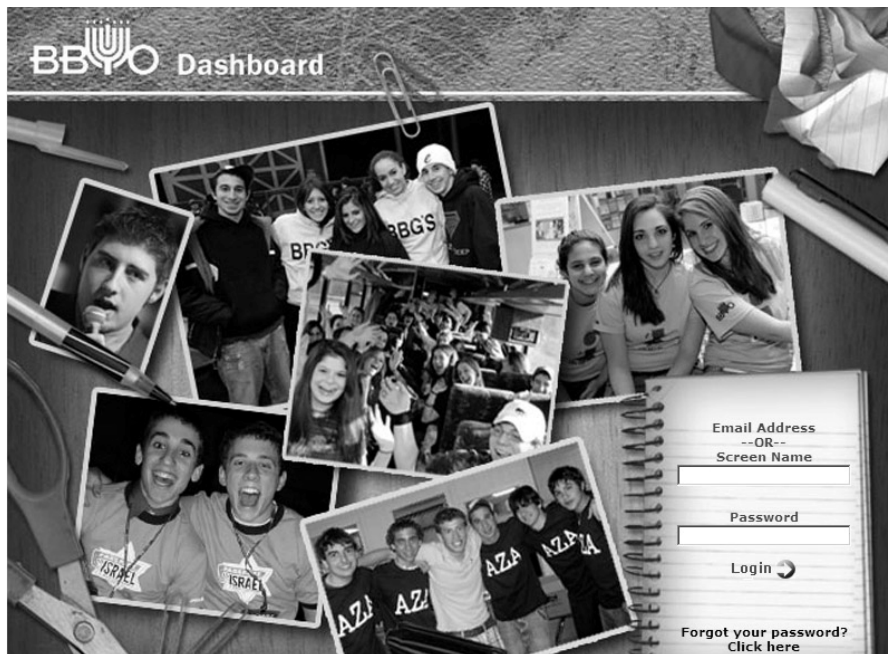 BBYO Dashboard
BBG'S
BBG'S
ISRAEL
ISRAEL
AZA
AZA
AZA
Email Address
--OR--
Screen Name
Password
Login
Forgot your password?
Click here